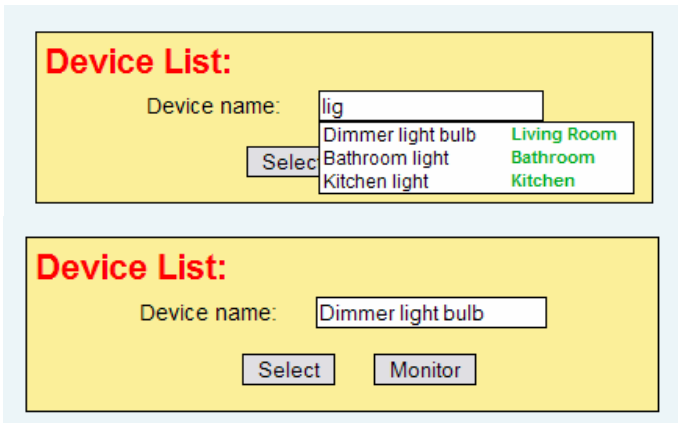 Device List:
Device name: lig
Dimmer light bulb Living Room
Select Bathroom light Bathroom
Kitchen light Kitchen
Device List:
Device name: Dimmer light bulb
Select Monitor